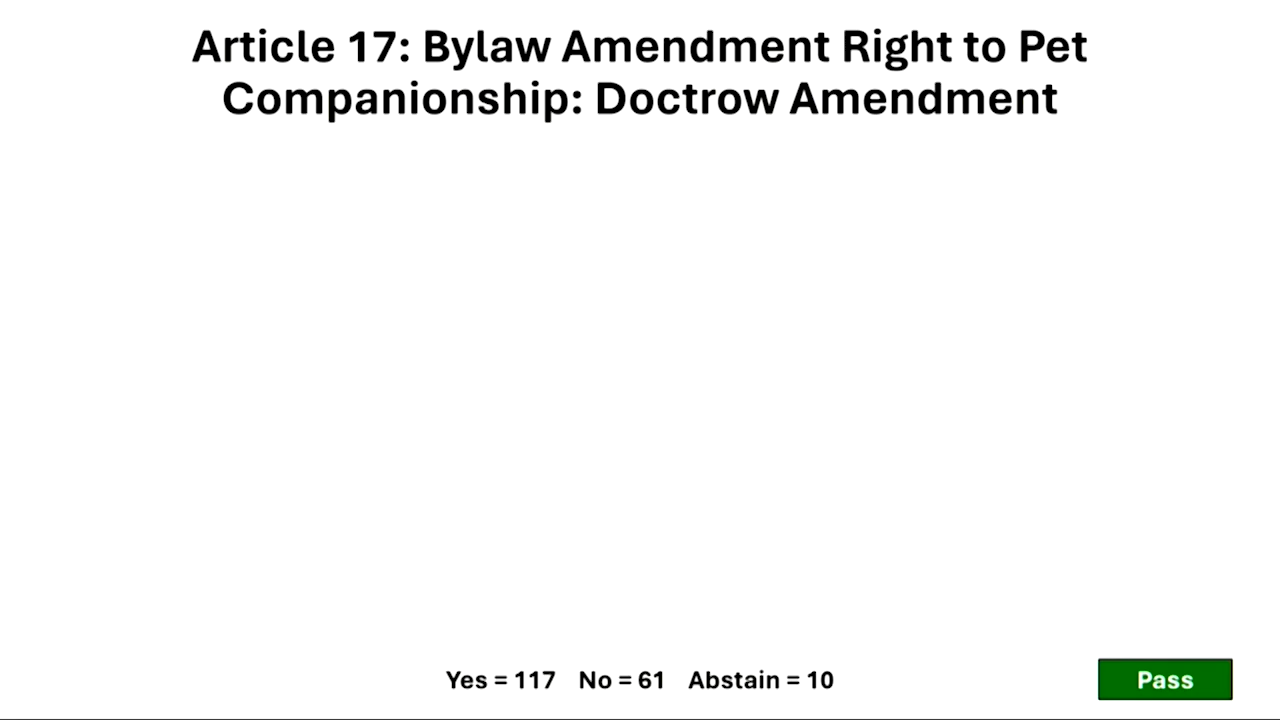 Article 17: Bylaw Amendment Right to Pet
Companionship: Doctrow Amendment
Yes = 117 No = 61 Abstain = 10
Pass